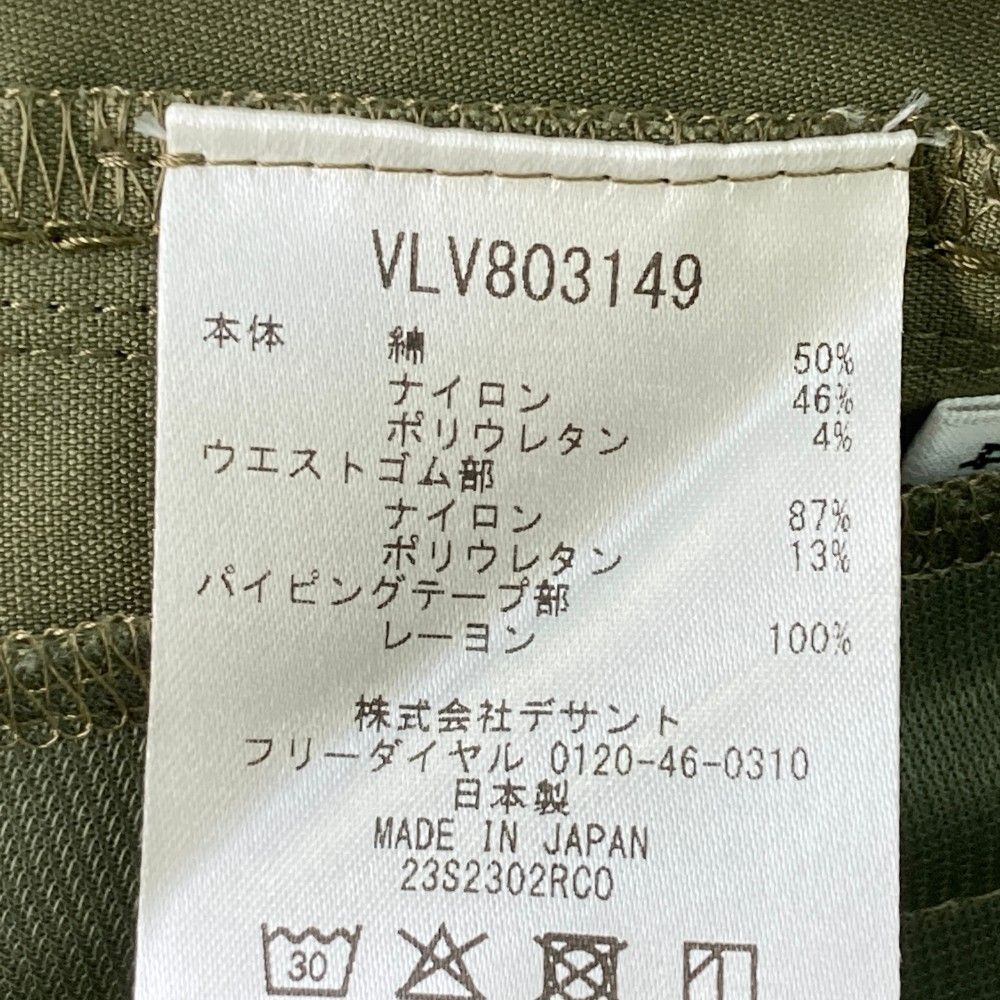 VLV803149
本体 綿 50%
ナイロン 46%
ポリウレタン 4%
ウエストゴム部
ナイロン 87%
ポリウレタン 13%
パイピングテープ部
レーヨン 100%
株式会社デサント
フリーダイヤル 0120-46-0310
日本製
MADE IN JAPAN
23S2302RC0
30